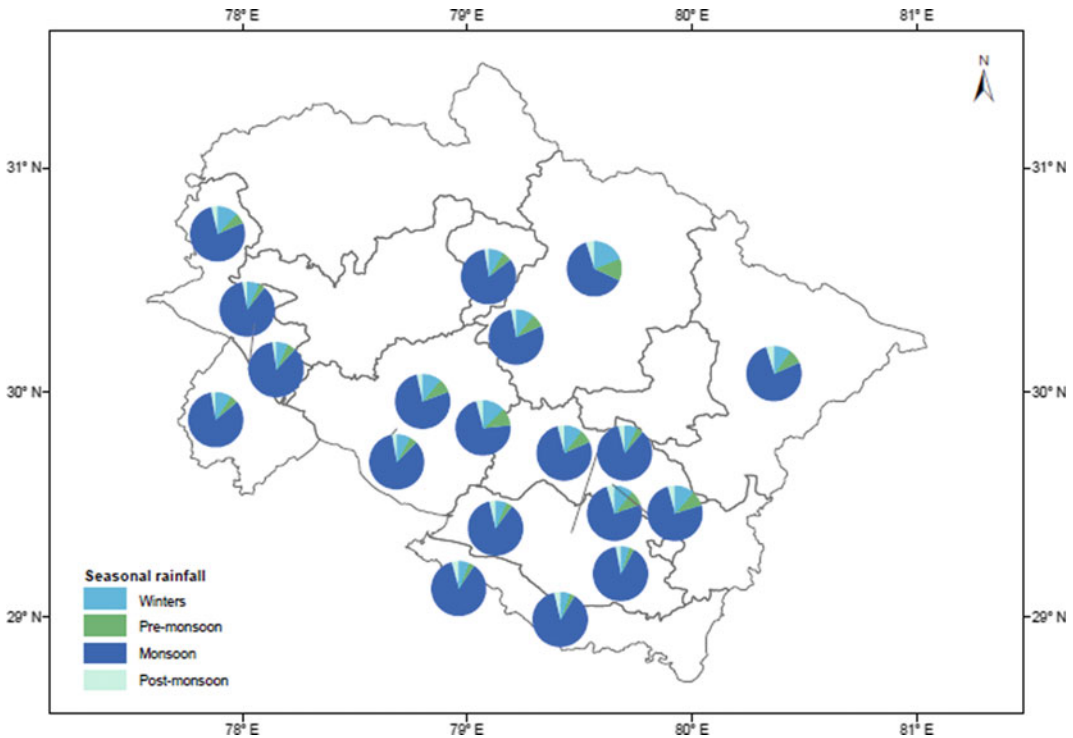 78° E 79° E 80° E 81° E
N
31° N 31° N
30° N 30° N
Seasonal rainfall
Winters
Pre-monsoon
29° N 29° N
Monsoon
Post-monsoon
78° E 79° E 80° E 81° E